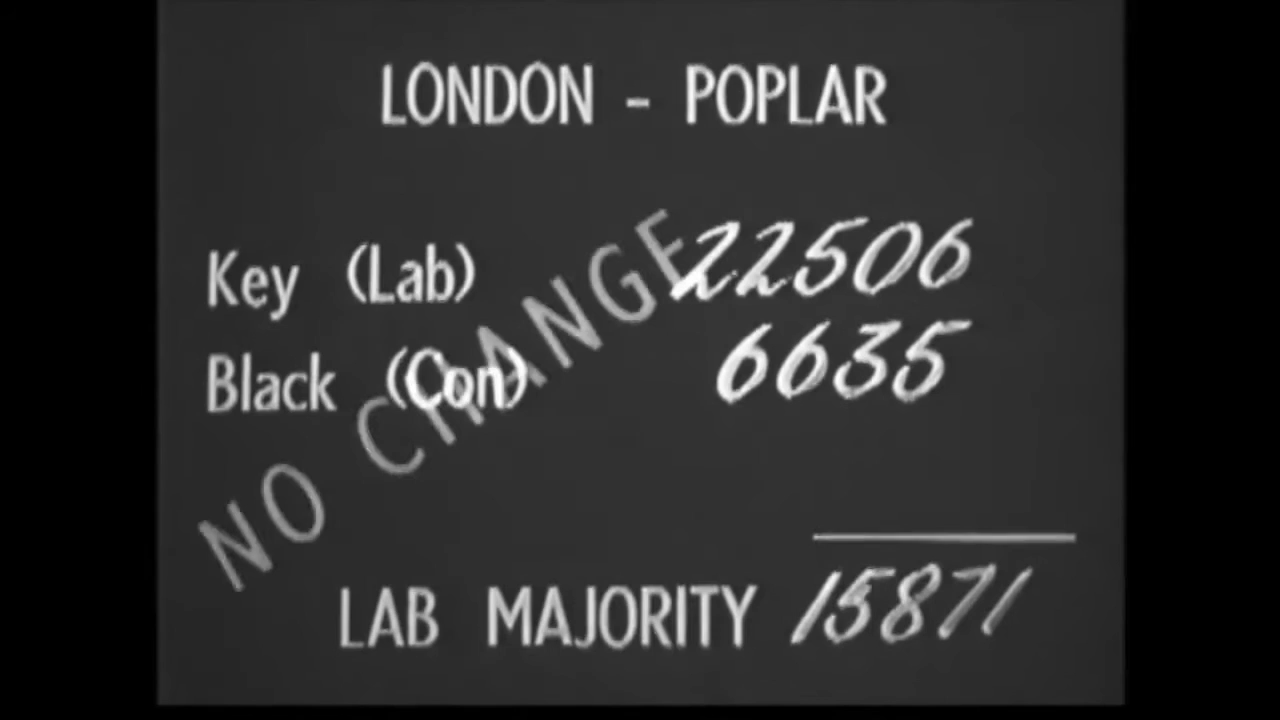 LONDON - POPLAR
Key (Lab) 22506
Black (Con) 6635
NO CHANGE
LAB MAJORITY 15871